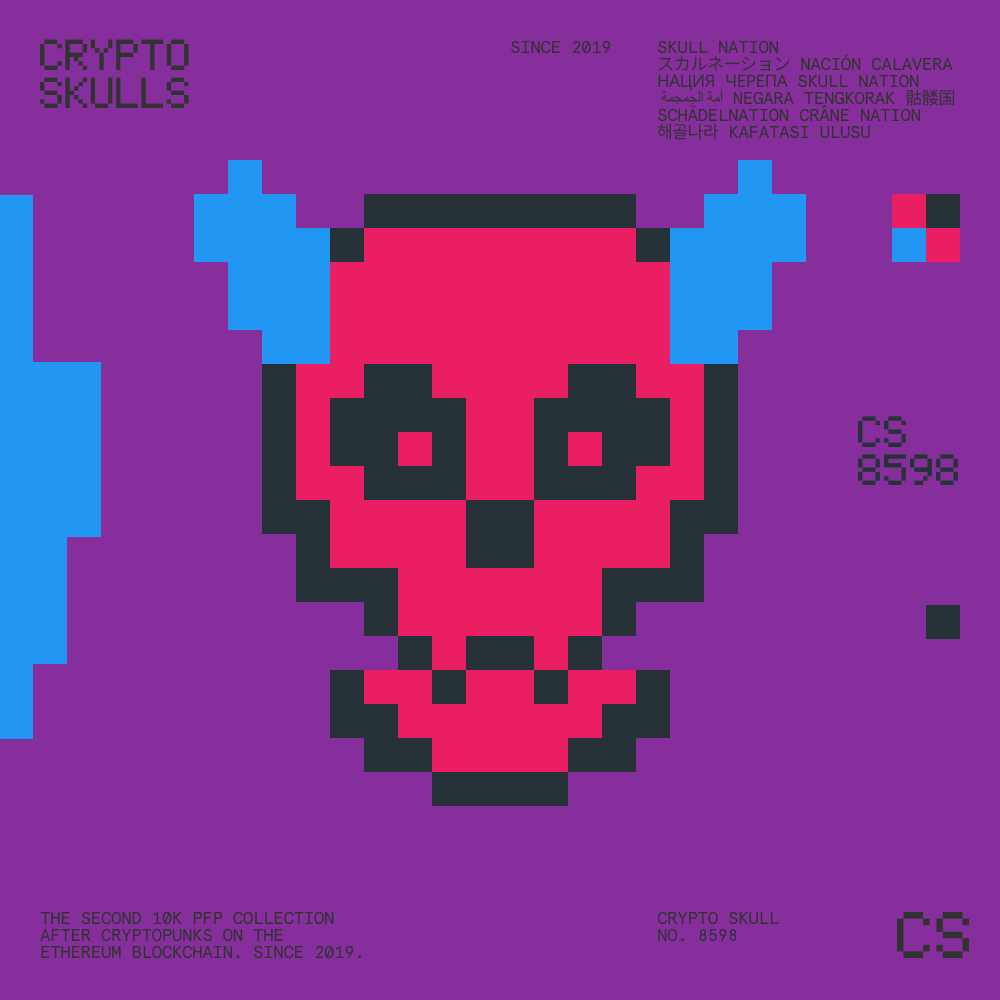 CRYPTO
SKULLS
SINCE 2019
SKULL NATION
スカルネーション NACIÓN CALAVERA
НАЦИЯ ЧЕРЕПА SKULL NATION
أمة الجمجمة NEGARA TENGKORAK 骷髅国
SCHÄDELNATION CRÂNE NATION
해골나라 KAFATASI ULUSU
CS
8598
THE SECOND 10K PFP COLLECTION
AFTER CRYPTOPUNKS ON THE
ETHEREUM BLOCKCHAIN. SINCE 2019.
CRYPTO SKULL
NO. 8598
CS